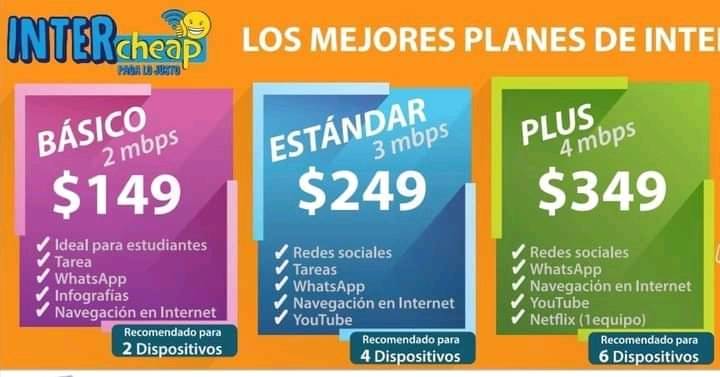 INTERcheap
PAGA LO JUSTO
LOS MEJORES PLANES DE INTER
BÁSICO
2 mbps
$149
✓ Ideal para estudiantes
✓ Tarea
✓ WhatsApp
✓ Infografías
✓ Navegación en Internet
Recomendado para
2 Dispositivos
ESTÁNDAR
3 mbps
$249
✓ Redes sociales
✓ Tareas
✓ WhatsApp
✓ Navegación en Internet
✓ YouTube
Recomendado para
4 Dispositivos
PLUS
4 mbps
$349
✓ Redes sociales
✓ WhatsApp
✓ Navegación en Internet
✓ YouTube
✓ Netflix (1equipo)
Recomendado para
6 Dispositivos